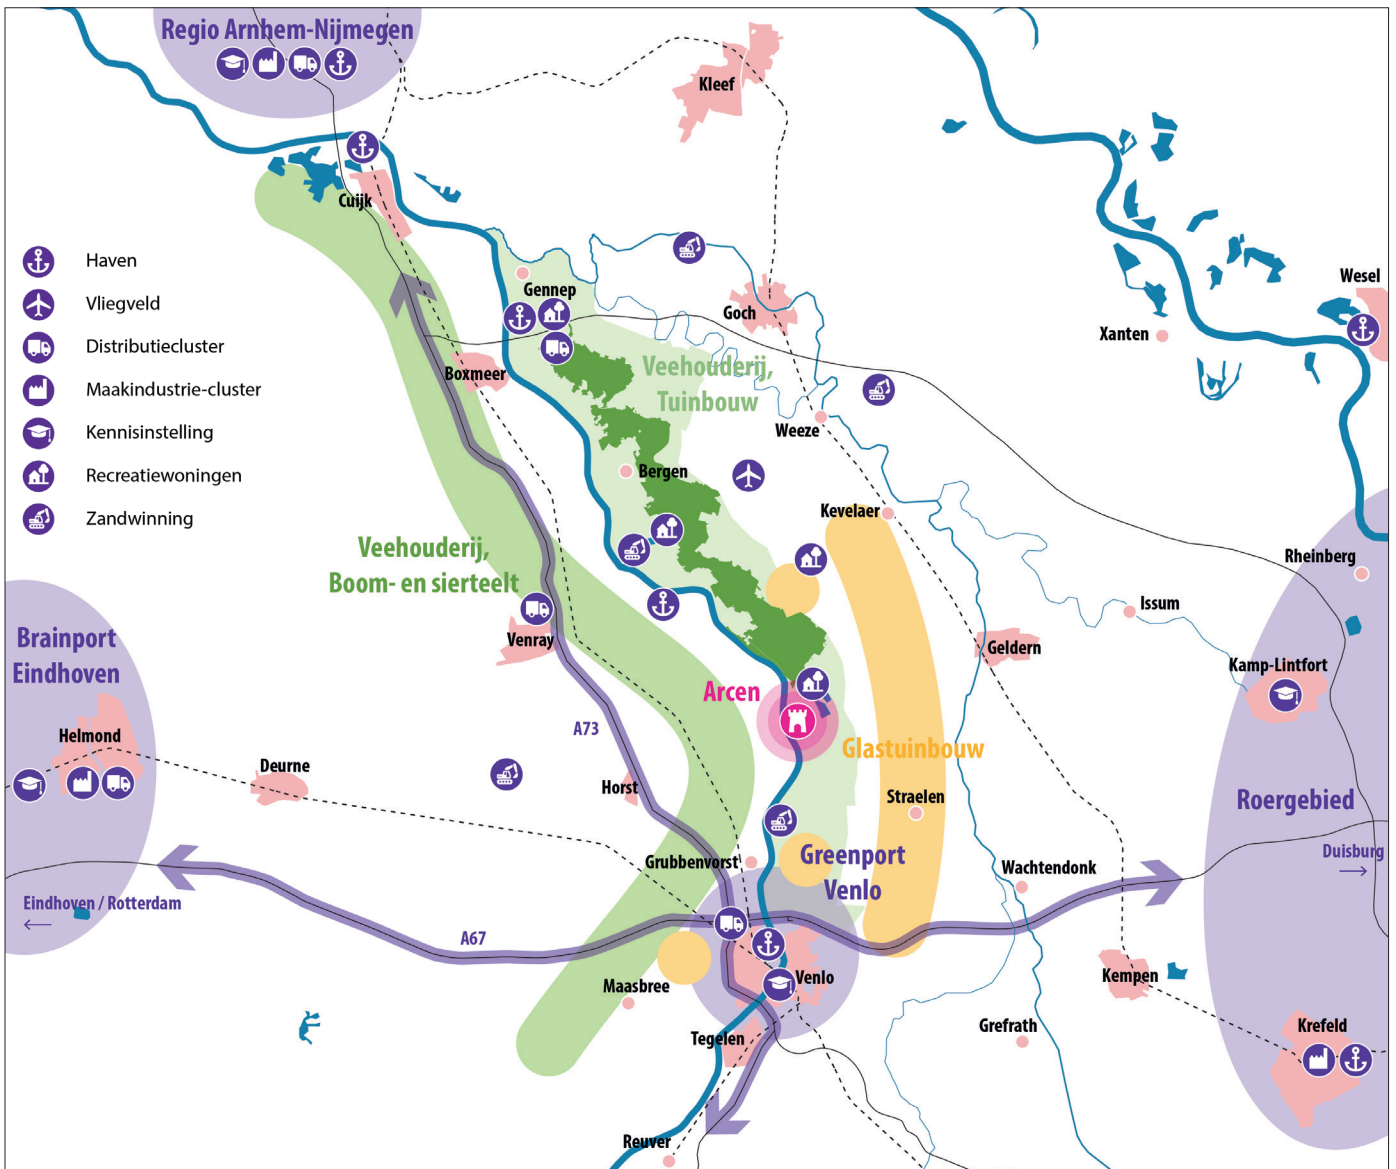 Regio Arnhem-Nijmegen
Kleef
Cuijk
Haven
Vliegveld
Distributiecluster
Maakindustrie-cluster
Kennisinstelling
Recreatiewoningen
Zandwinning
Gennep
Goch
Wesel
Xanten
Boxmeer
Veehouderij,
Tuinbouw
Weeze
Bergen
Kevelaer
Veehouderij,
Boom- en sierteelt
Rheinberg
Issum
Brainport
Eindhoven
Venray
Geldern
Kamp-Lintfort
Arcen
A73
Helmond
Glastuinbouw
Deurne
Horst
Straelen
Roergebied
Grubbenvorst
Greenport
Venlo
Wachtendonk
Duisburg
Eindhoven / Rotterdam
A67
Maasbree
Venlo
Kempen
Tegelen
Grefrath
Krefeld
Reuver